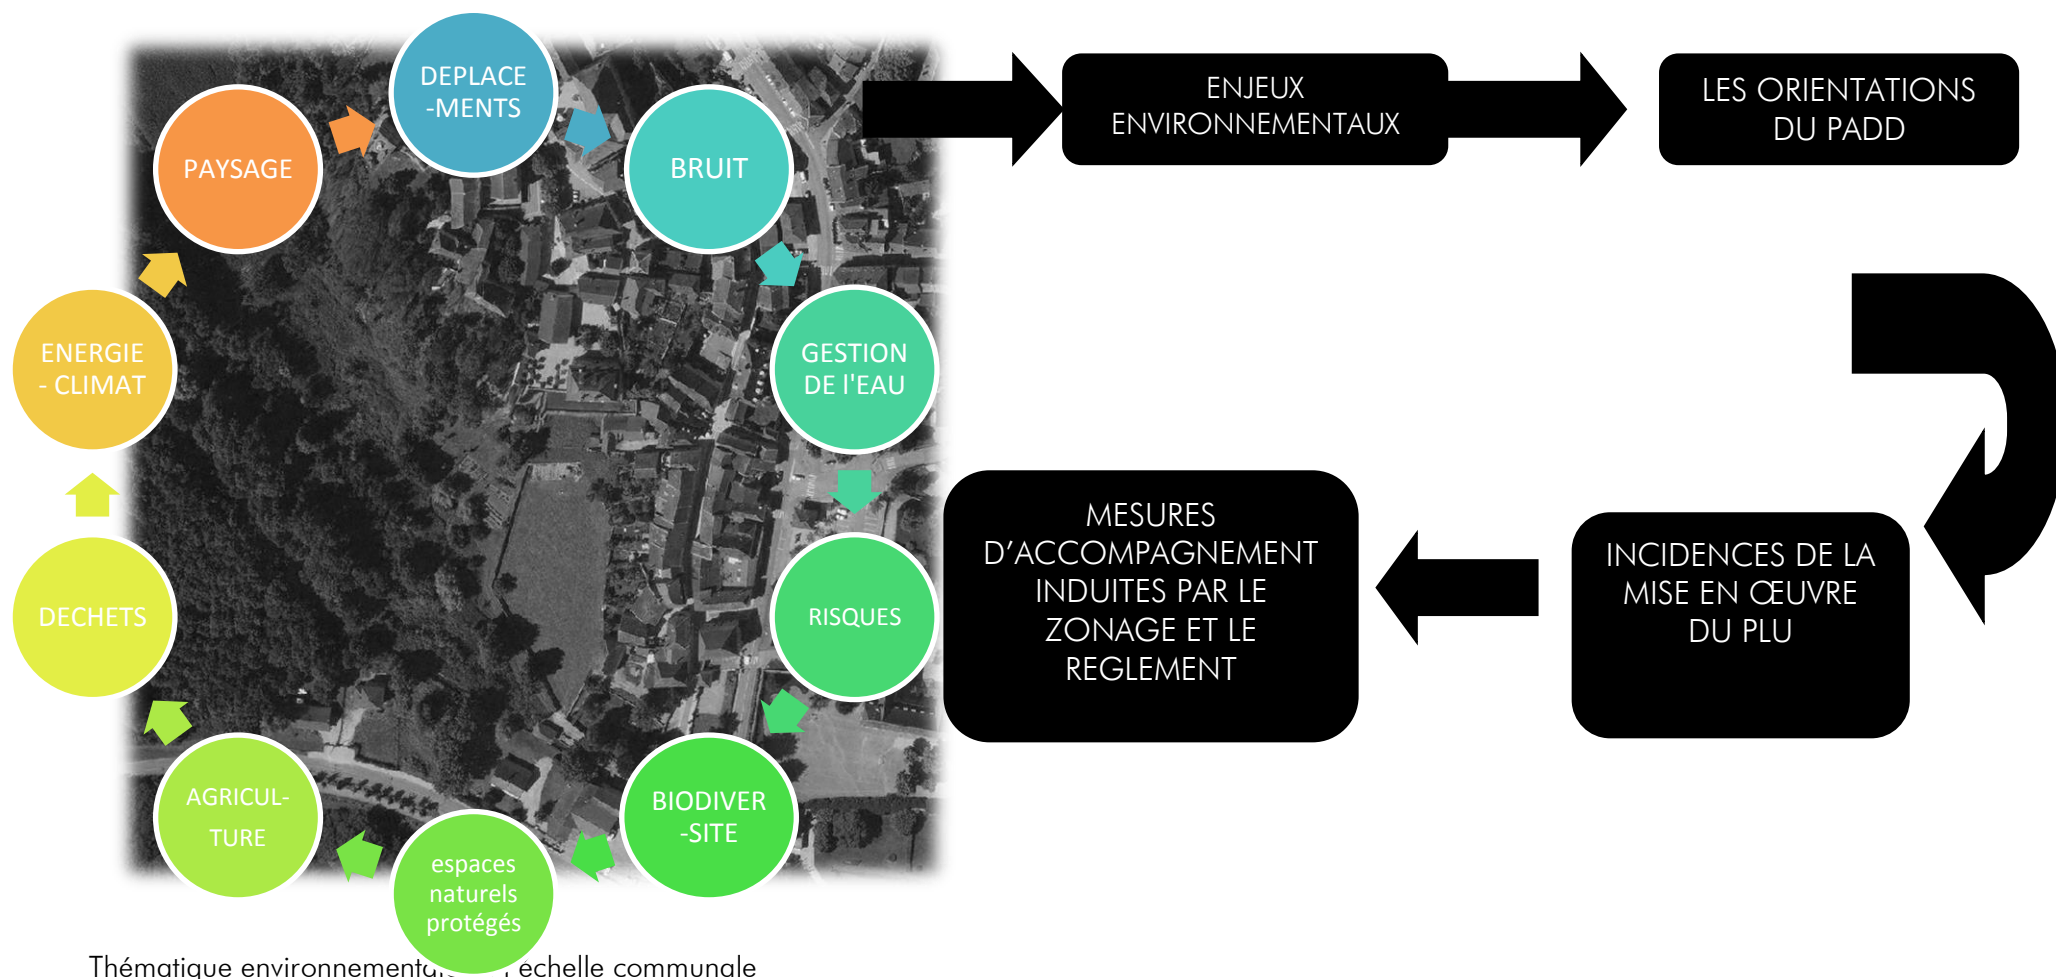 DEPLACE
-MENTS
BRUIT
GESTION
DE l'EAU
RISQUES
BIODIVER
-SITE
espaces
naturels
protégés
AGRICUL-
TURE
DECHETS
ENERGIE
- CLIMAT
PAYSAGE
ENJEUX
ENVIRONNEMENTAUX
LES ORIENTATIONS
DU PADD
INCIDENCES DE LA
MISE EN ŒUVRE
DU PLU
MESURES
D’ACCOMPAGNEMENT
INDUITES PAR LE
ZONAGE ET LE
REGLEMENT
Thématique échelle communale